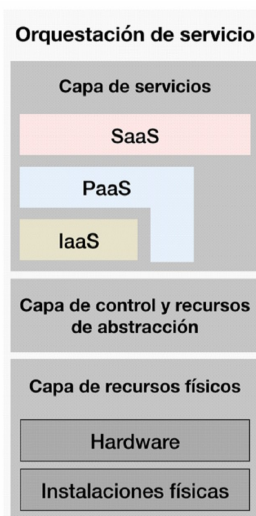 Orquestación de servicio
Capa de servicios
SaaS
PaaS
IaaS
Capa de control y recursos
de abstracción
Capa de recursos físicos
Hardware
Instalaciones físicas